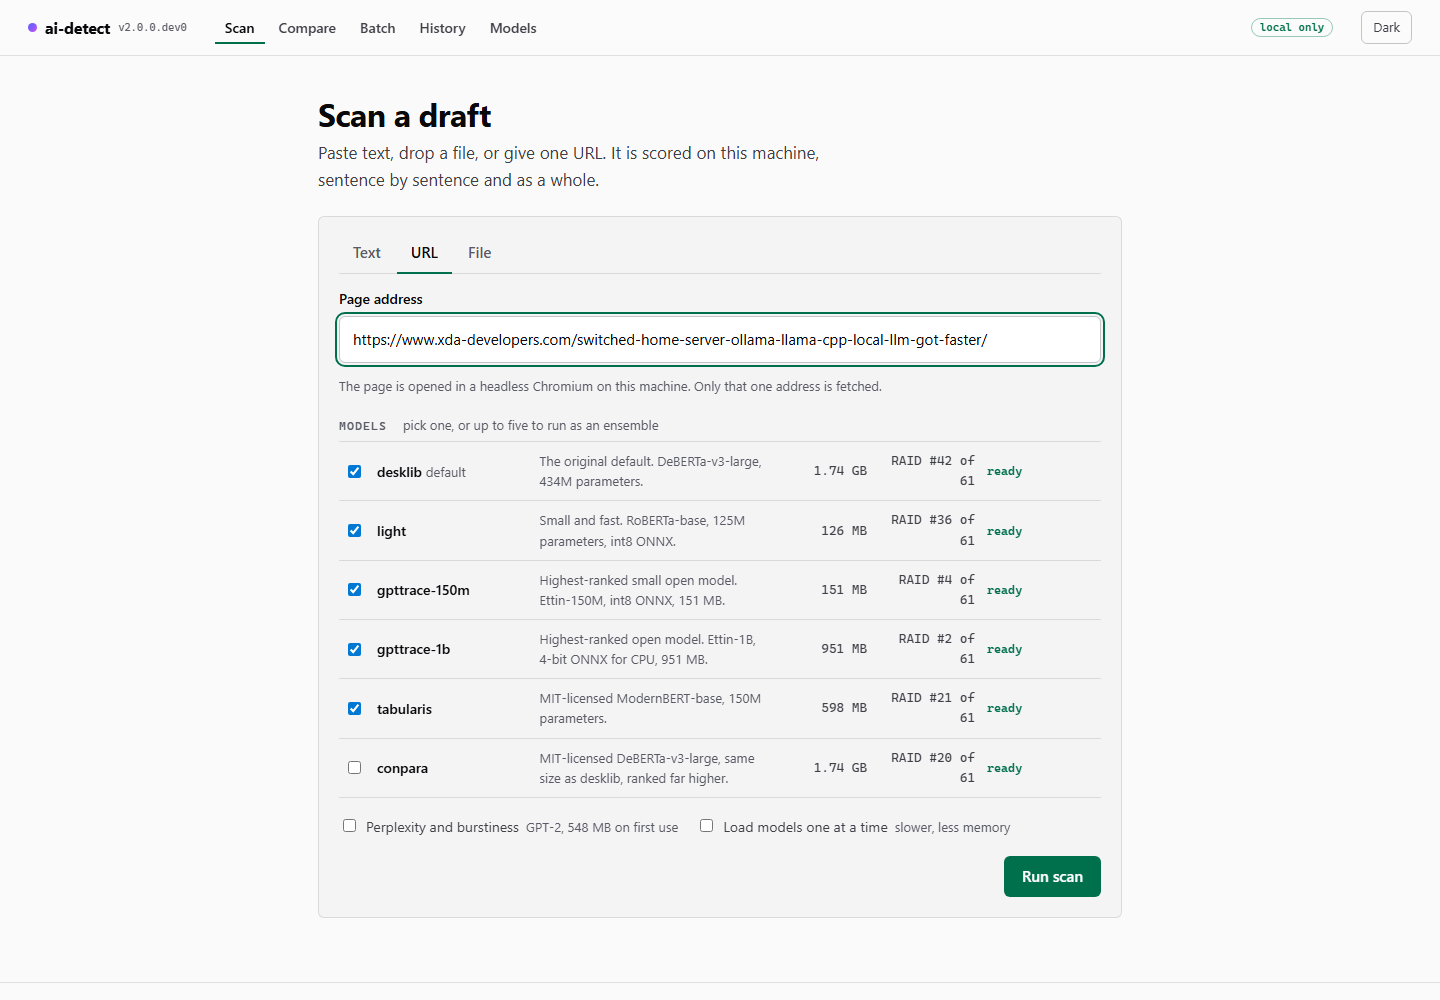 ai-detect v2.0.0.dev0 Scan Compare Batch History Models local only Dark
Scan a draft
Paste text, drop a file, or give one URL. It is scored on this machine,
sentence by sentence and as a whole.
Text URL File
Page address
https://www.xda-developers.com/switched-home-server-ollama-llama-cpp-local-llm-got-faster/
The page is opened in a headless Chromium on this machine. Only that one address is fetched.
MODELS pick one, or up to five to run as an ensemble
desklib default
The original default. DeBERTa-v3-large,
434M parameters.
1.74 GB
RAID #42 of
61
ready
light
Small and fast. RoBERTa-base, 125M
parameters, int8 ONNX.
126 MB
RAID #36 of
61
ready
gpttrace-150m
Highest-ranked small open model.
Ettin-150M, int8 ONNX, 151 MB.
151 MB
RAID #4 of
61
ready
gpttrace-1b
Highest-ranked open model. Ettin-1B,
4-bit ONNX for CPU, 951 MB.
951 MB
RAID #2 of
61
ready
tabularis
MIT-licensed ModernBERT-base, 150M
parameters.
598 MB
RAID #21 of
61
ready
conpara
MIT-licensed DeBERTa-v3-large, same
size as desklib, ranked far higher.
1.74 GB
RAID #20 of
61
ready
Perplexity and burstiness GPT-2, 548 MB on first use Load models one at a time slower, less memory
Run scan